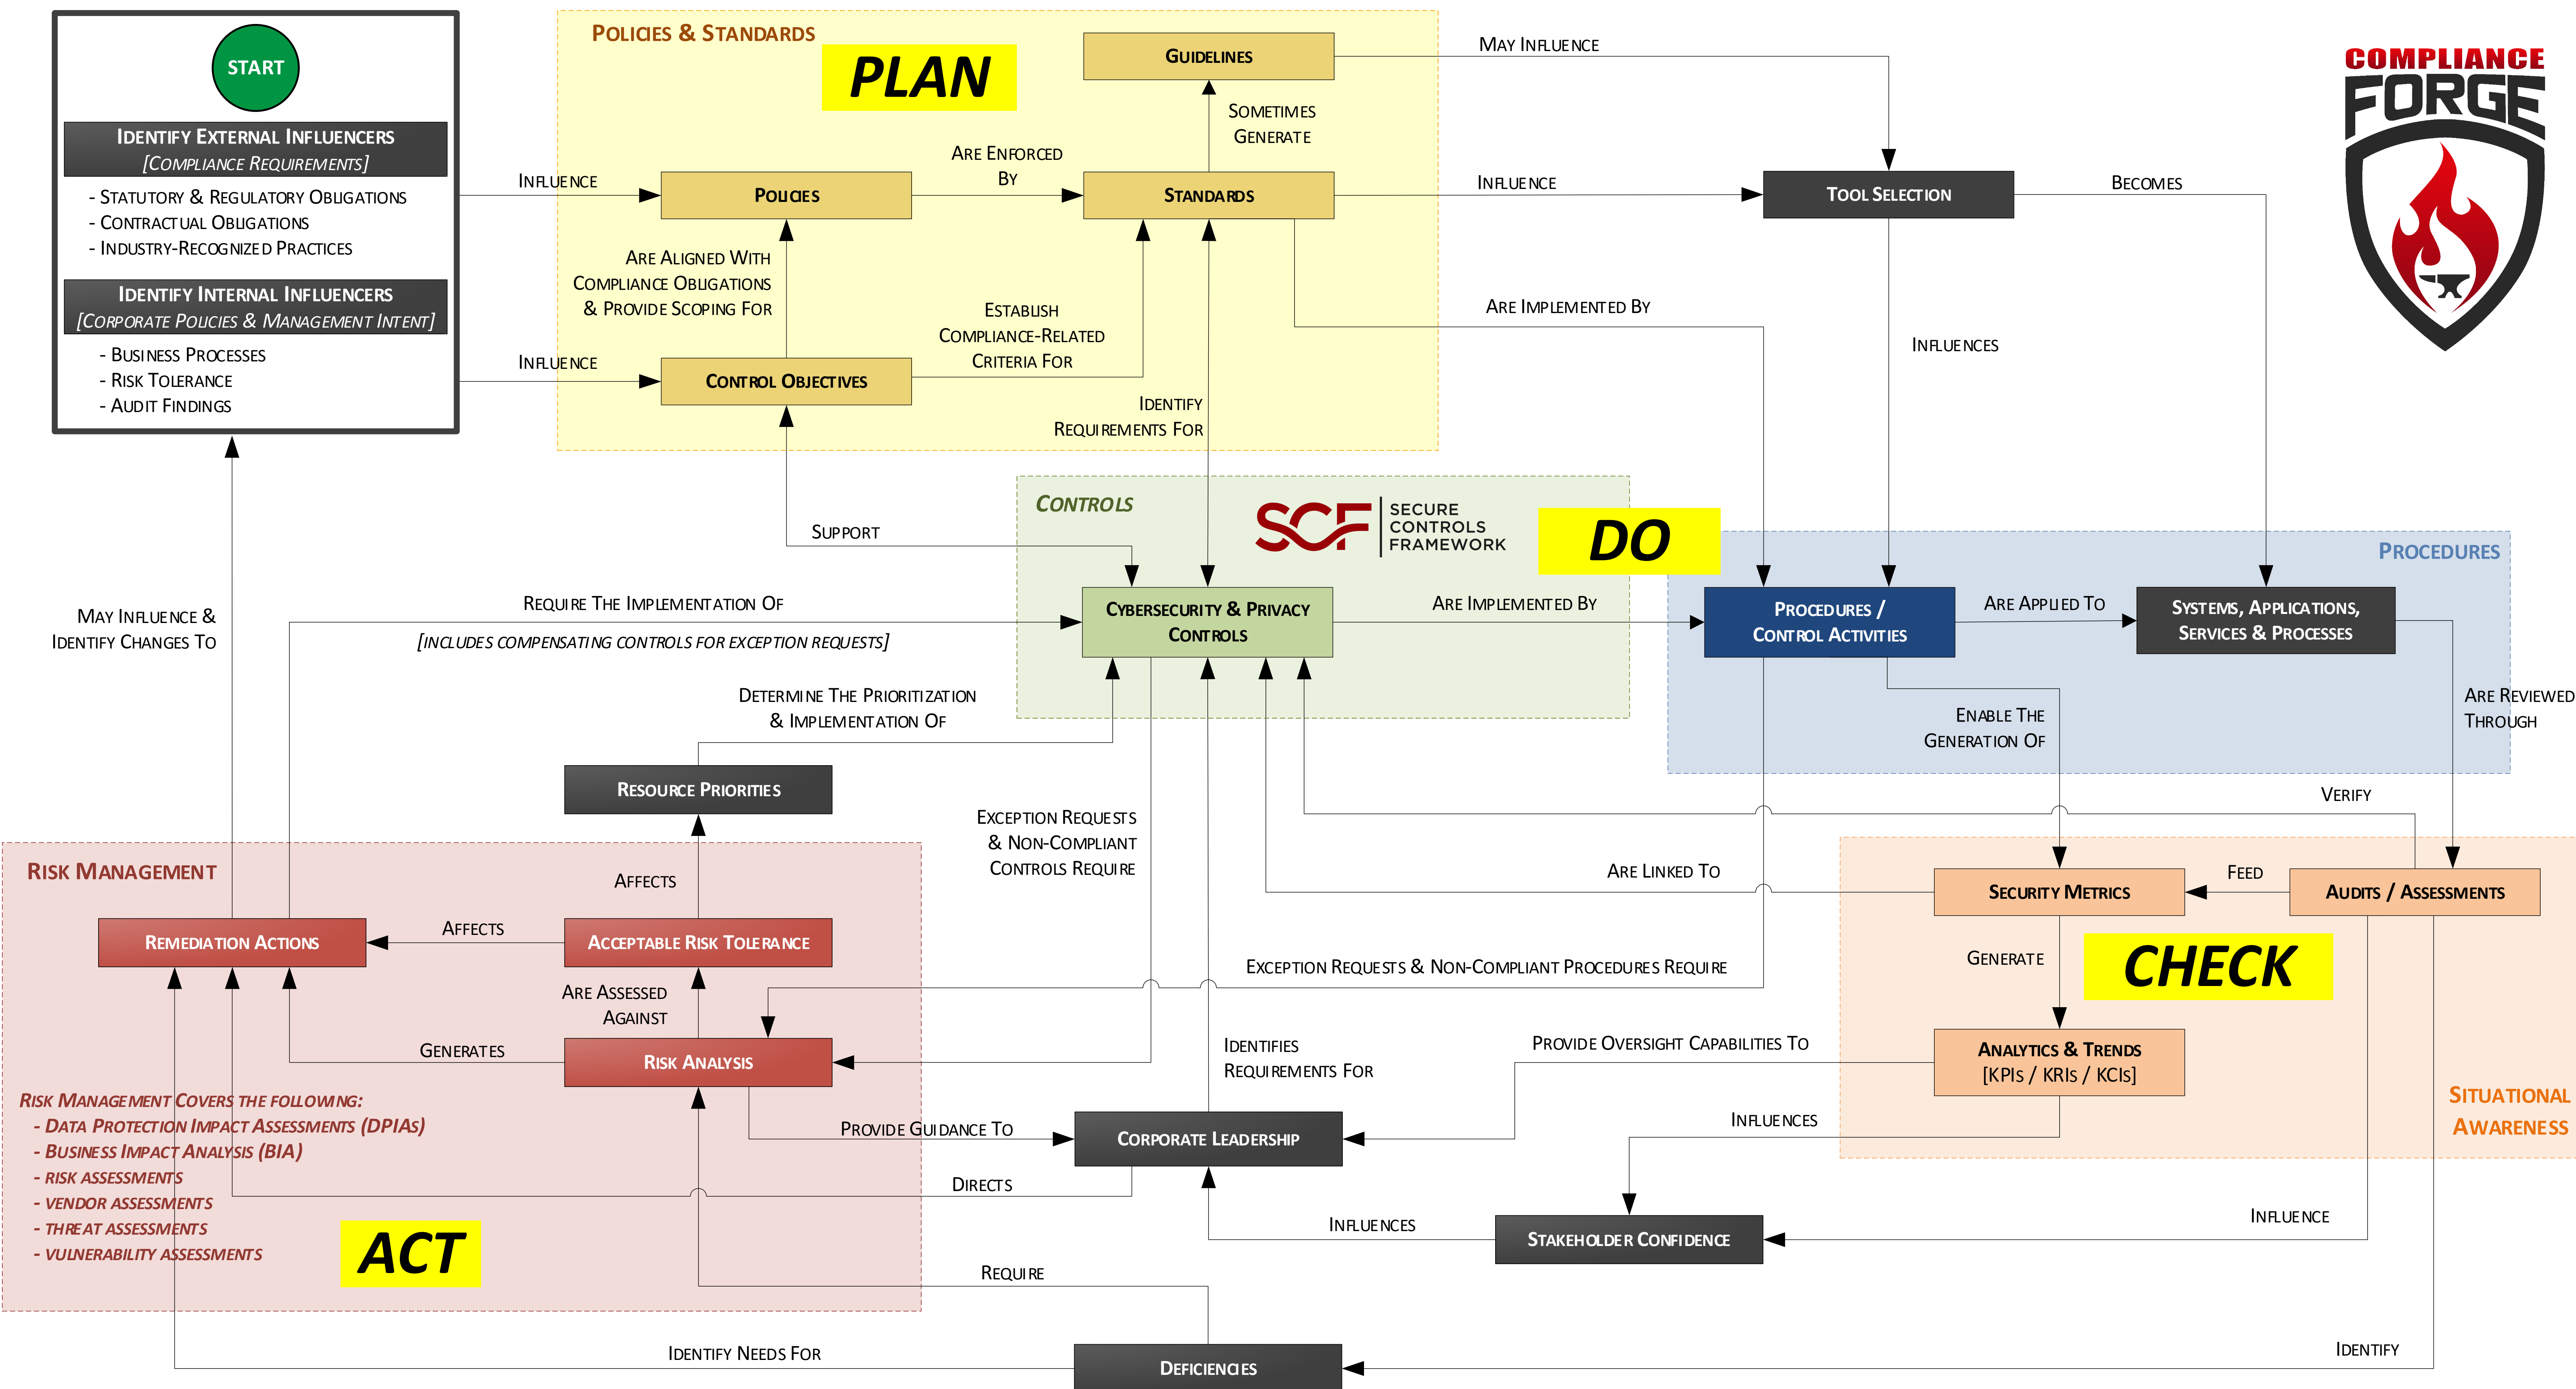 START
IDENTIFY EXTERNAL INFLUENCERS
[COMPLIANCE REQUIREMENTS]
- STATUTORY & REGULATORY OBLIGATIONS
- CONTRACTUAL OBLIGATIONS
- INDUSTRY-RECOGNIZED PRACTICES
IDENTIFY INTERNAL INFLUENCERS
[CORPORATE POLICIES & MANAGEMENT INTENT]
- BUSINESS PROCESSES
- RISK TOLERANCE
- AUDIT FINDINGS
INFLUENCE
INFLUENCE
POLICIES & STANDARDS
PLAN
GUIDELINES
SOMETIMES
GENERATE
ARE ENFORCED
BY
POLICIES
STANDARDS
ARE ALIGNED WITH
COMPLIANCE OBLIGATIONS
& PROVIDE SCOPING FOR
ESTABLISH
COMPLIANCE-RELATED
CRITERIA FOR
CONTROL OBJECTIVES
IDENTIFY
REQUIREMENTS FOR
MAY INFLUENCE
INFLUENCE
TOOL SELECTION
BECOMES
ARE IMPLEMENTED BY
INFLUENCES
COMPLIANCE
FORGE
SUPPORT
CONTROLS
SCF
SECURE
CONTROLS
FRAMEWORK
DO
PROCEDURES
MAY INFLUENCE &
IDENTIFY CHANGES TO
REQUIRE THE IMPLEMENTATION OF
[INCLUDES COMPENSATING CONTROLS FOR EXCEPTION REQUESTS]
CYBERSECURITY & PRIVACY
CONTROLS
ARE IMPLEMENTED BY
PROCEDURES /
CONTROL ACTIVITIES
ARE APPLIED TO
SYSTEMS, APPLICATIONS,
SERVICES & PROCESSES
DETERMINE THE PRIORITIZATION
& IMPLEMENTATION OF
ENABLE THE
GENERATION OF
ARE REVIEWED
THROUGH
RESOURCE PRIORITIES
EXCEPTION REQUESTS
& NON-COMPLIANT
CONTROLS REQUIRE
VERIFY
RISK MANAGEMENT
AFFECTS
ARE LINKED TO
SECURITY METRICS
FEED
AUDITS / ASSESSMENTS
REMEDIATION ACTIONS
AFFECTS
ACCEPTABLE RISK TOLERANCE
EXCEPTION REQUESTS & NON-COMPLIANT PROCEDURES REQUIRE
GENERATE
CHECK
ARE ASSESSED
AGAINST
GENERATES
RISK ANALYSIS
IDENTIFIES
REQUIREMENTS FOR
PROVIDE OVERSIGHT CAPABILITIES TO
ANALYTICS & TRENDS
[KPIS / KRIS / KCIS]
SITUATIONAL
AWARENESS
RISK MANAGEMENT COVERS THE FOLLOWING:
- DATA PROTECTION IMPACT ASSESSMENTS (DPIAS)
- BUSINESS IMPACT ANALYSIS (BIA)
- RISK ASSESSMENTS
- VENDOR ASSESSMENTS
- THREAT ASSESSMENTS
- VULNERABILITY ASSESSMENTS
ACT
PROVIDE GUIDANCE TO
CORPORATE LEADERSHIP
INFLUENCES
DIRECTS
INFLUENCES
STAKEHOLDER CONFIDENCE
INFLUENCE
REQUIRE
IDENTIFY NEEDS FOR
DEFICIENCIES
IDENTIFY